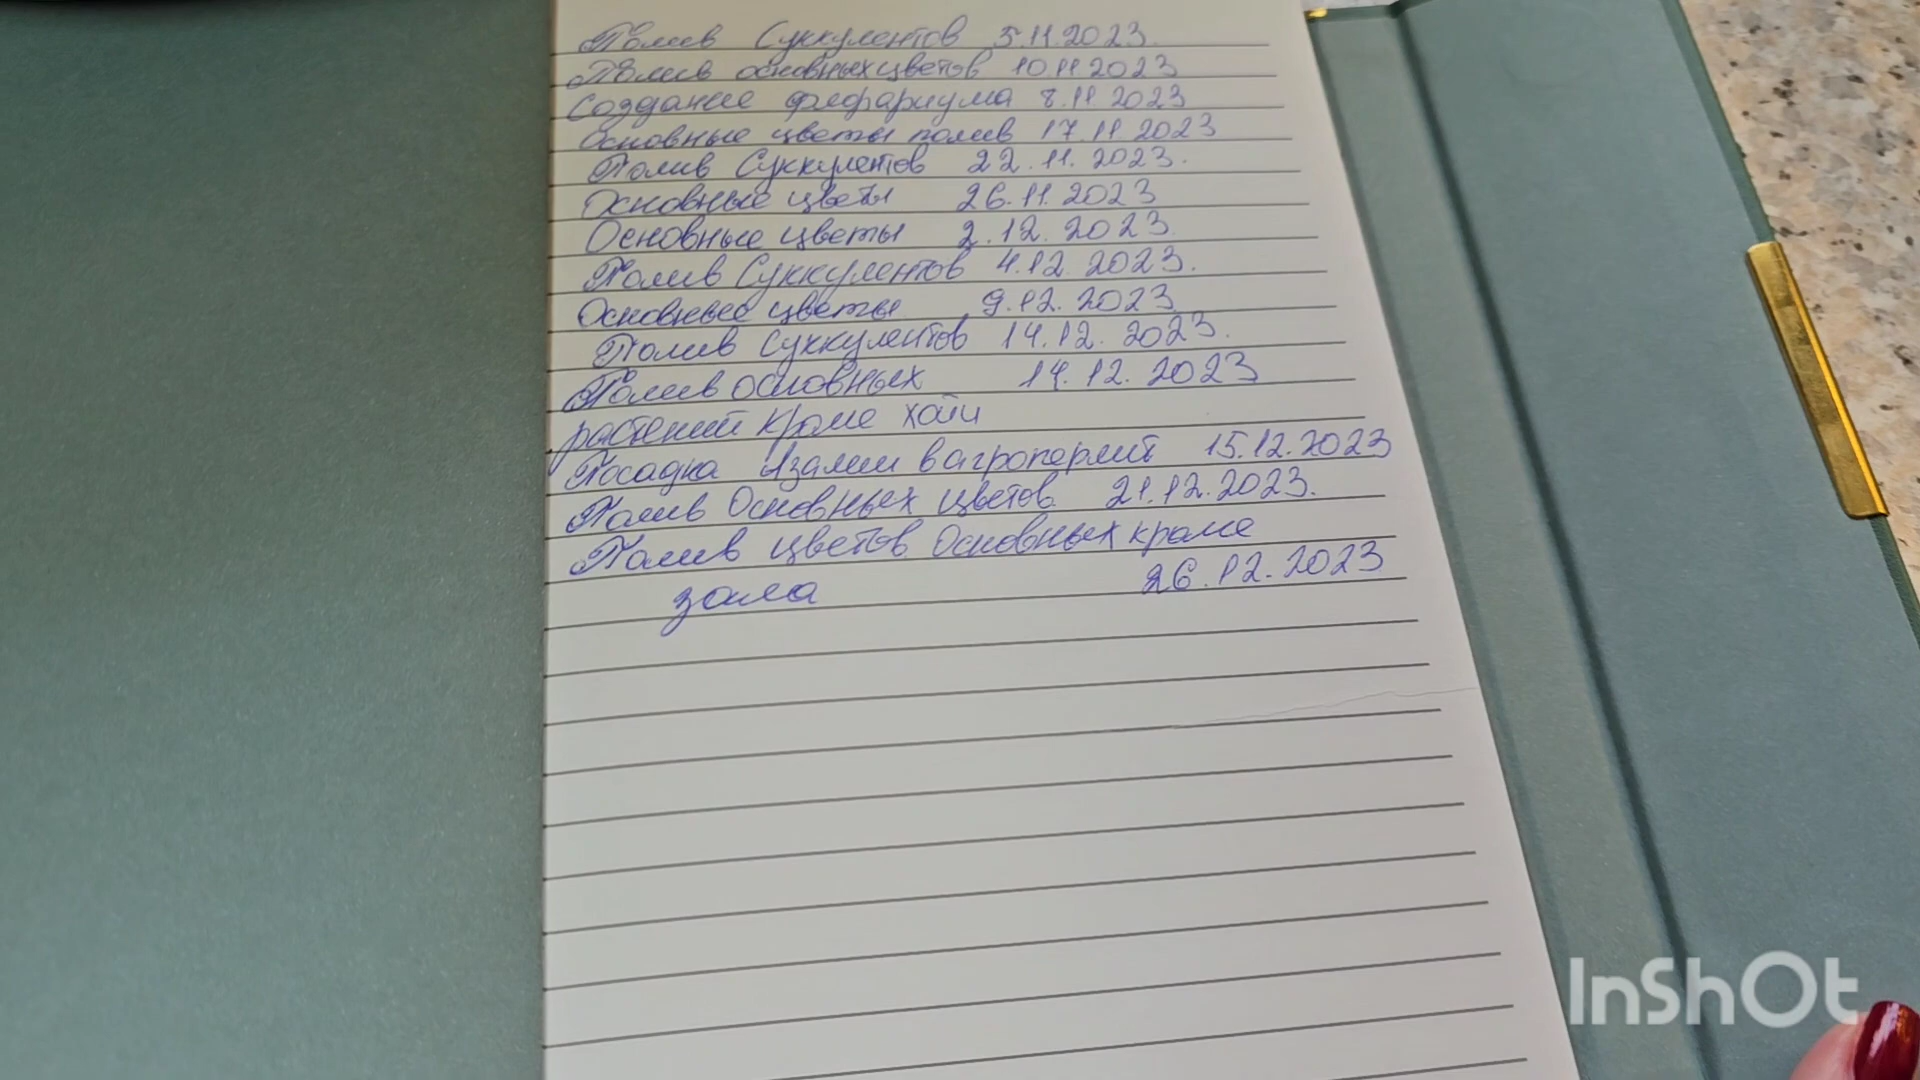 Полив Суккулентов 5.11.2023.
Полив основных цветов 10.11.2023
Создание флорариума 8.11.2023
Основные цветы полив 17.11.2023
Полив Суккулентов 22.11.2023.
Основные цветы 26.11.2023
Основные цветы 2.12.2023.
Полив Суккулентов 4.12.2023.
Основные цветы 9.12.2023
Полив Суккулентов 14.12.2023.
Полив основных 14.12.2023
растений кроме хойи
Посадка Азалии в агроперлит 15.12.2023
Полив Основных цветов 21.12.2023.
Полив цветов Основных кроме
зала 26.12.2023
InShOt